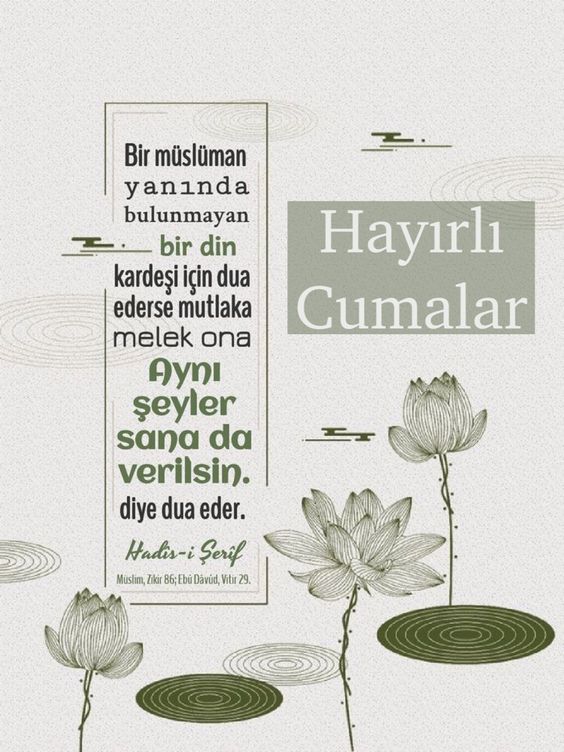 Bir müslüman
yanında
bulunmayan
bir din
kardeşi için dua
ederse mutlaka
melek ona
Aynı
şeyler
sana da
verilsin.
diye dua eder.
Hadîs-i Şerîf
Müslim, Zikir 86; Ebû Dâvûd, Vitir 29.
Hayırlı
Cumalar